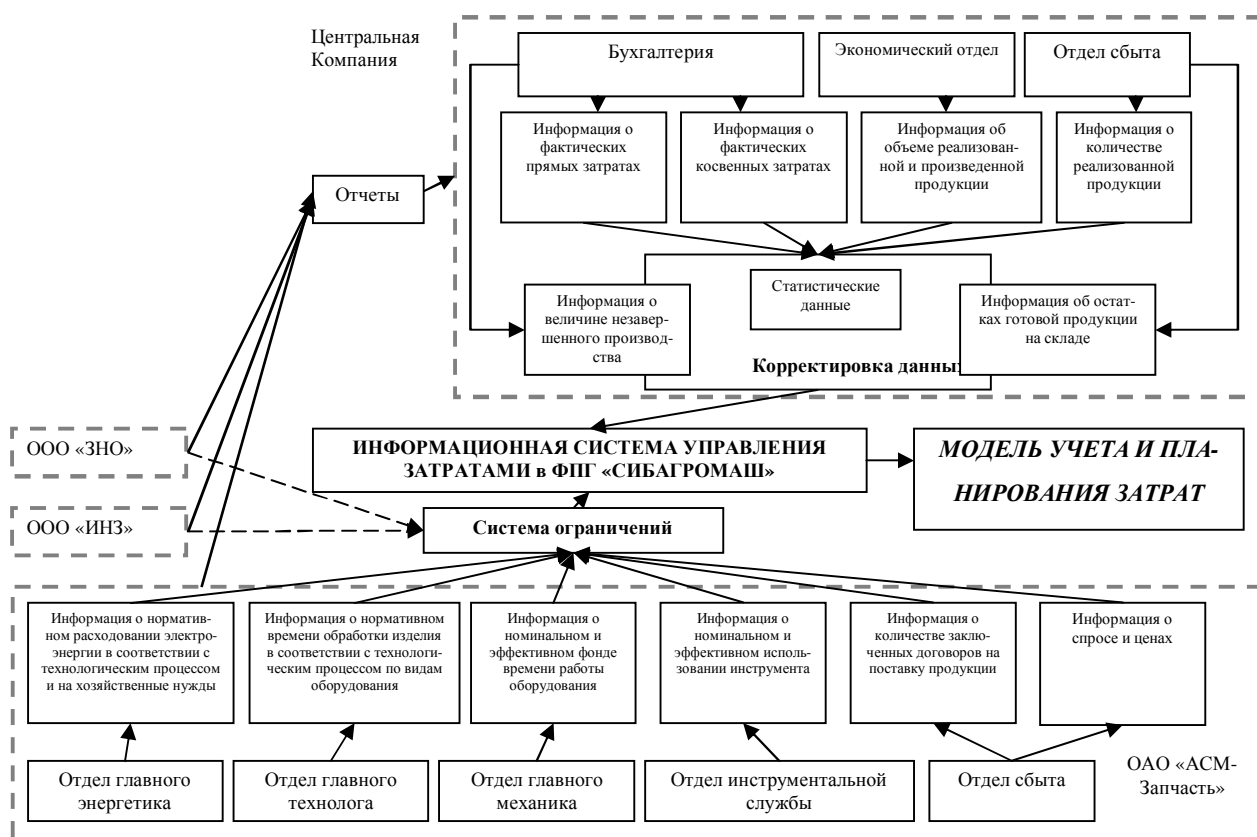 Центральная
Компания
Бухгалтерия
Экономический отдел
Отдел сбыта
Информация о
фактических
прямых затратах
Информация о
фактических
косвенных затратах
Информация об
объеме реализован-
ной и произведенной
продукции
Информация о
количестве
реализованной
продукции
Отчеты
Статистические
данные
Информация о
величине незавер-
шенного производ-
ства
Информация об остат-
ках готовой продукции
на складе
Корректировка данных
ООО «ЗНО»
ИНФОРМАЦИОННАЯ СИСТЕМА УПРАВЛЕНИЯ
ЗАТРАТАМИ в ФПГ «СИБАГРОМАШ»
МОДЕЛЬ УЧЕТА И ПЛА-
НИРОВАНИЯ ЗАТРАТ
ООО «ИНЗ»
Система ограничений
Информация о норматив-
ном расходовании электро-
энергии в соответствии с
технологическим процессом
и на хозяйственные нужды
Информация о нормативном
времени обработки изделия
в соответствии с технологи-
ческим процессом по видам
оборудования
Информация о
номинальном и
эффективном фонде
времени работы
оборудования
Информация о
номинальном и
эффективном исполь-
зовании инструмента
Информация о
количестве заклю-
ченных договоров на
поставку продукции
Информация о
спросе и ценах
Отдел главного
энергетика
Отдел главного
технолога
Отдел главного
механика
Отдел инструментальной
службы
Отдел сбыта
ОАО «АСМ-
Запчасть»